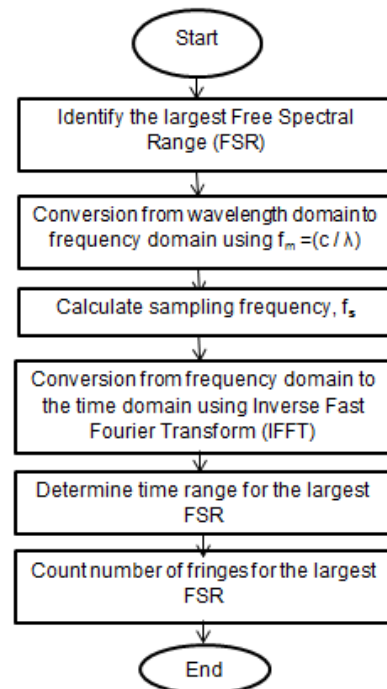 Start
Identify the largest Free Spectral
Range (FSR)
Conversion from wavelength domain to
frequency domain using fₘ =(c / λ)
Calculate sampling frequency, fₛ
Conversion from frequency domain to
the time domain using Inverse Fast
Fourier Transform (IFFT)
Determine time range for the largest
FSR
Count number of fringes for the largest
FSR
End